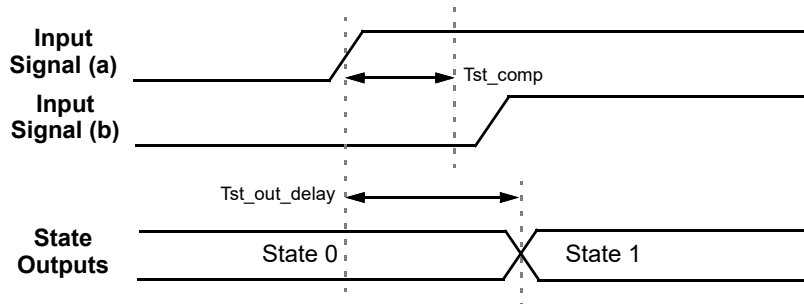 Input
Signal (a)
Tst_comp
Input
Signal (b)
Tst_out_delay
State
Outputs
State 0
State 1